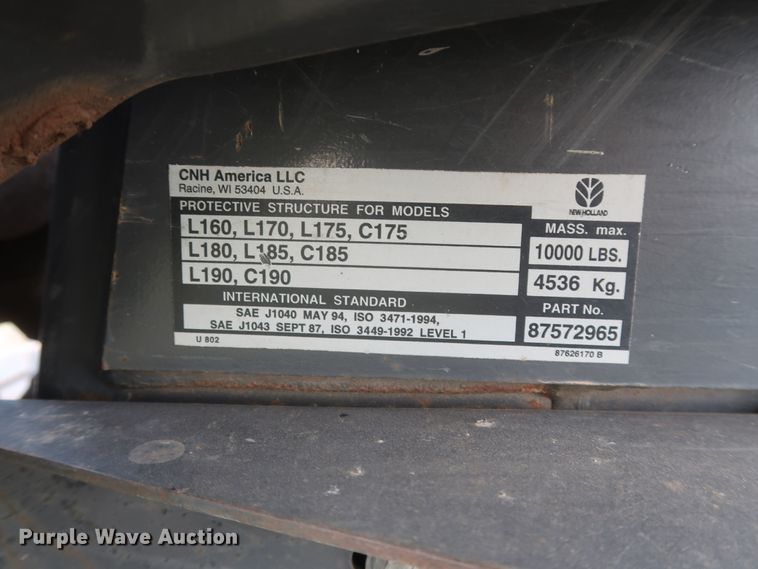 CNH America LLC
Racine, WI 53404 U.S.A.
NEW HOLLAND
PROTECTIVE STRUCTURE FOR MODELS
MASS. max.
L160, L170, L175, C175
L180, L185, C185
10000 LBS.
L190, C190
4536 Kg.
INTERNATIONAL STANDARD
PART No.
SAE J1040 MAY 94, ISO 3471-1994,
SAE J1043 SEPT 87, ISO 3449-1992 LEVEL 1
87572965
U 802
87626170 B
Purple Wave Auction